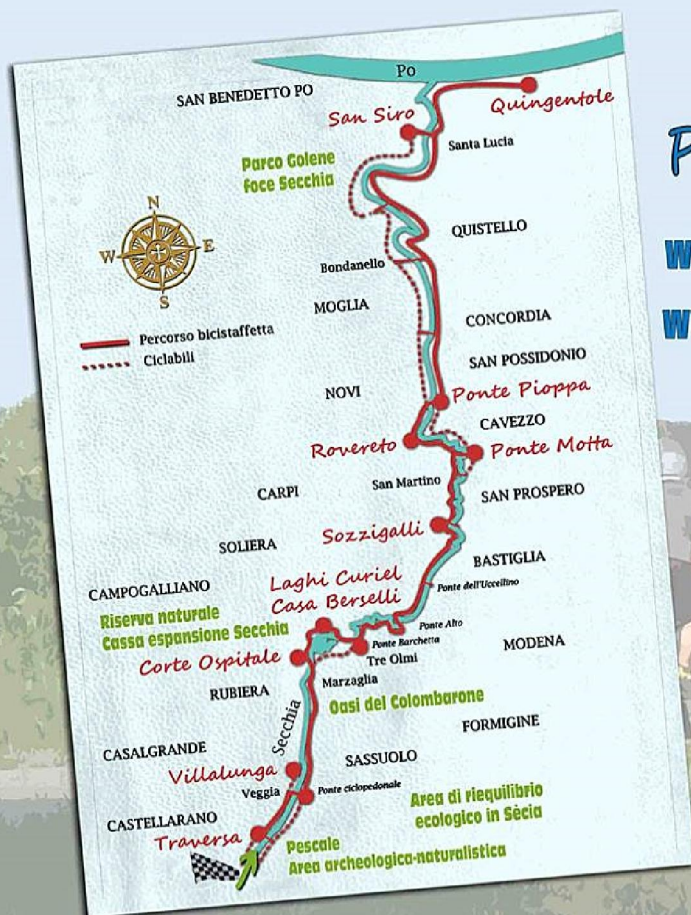 Po
SAN BENEDETTO PO
Quingentole
San Siro
Santa Lucia
Parco Golene
foce Secchia
N
W
E
S
QUISTELLO
Bondanello
MOGLIA
CONCORDIA
Percorso bicistaffetta
Ciclabili
SAN POSSIDONIO
NOVI
Ponte Pioppa
CAVEZZO
Rovereto
Ponte Motta
San Martino
CARPI
SAN PROSPERO
Sozzigalli
SOLIERA
BASTIGLIA
CAMPOGALLIANO
Laghi Curiel
Casa Berselli
Ponte dell'Uccellino
Riserva naturale
Cassa espansione Secchia
Ponte Alto
Ponte Barchetta
MODENA
Corte Ospitale
Tre Olmi
Marzaglia
RUBIERA
Oasi del Colombarone
Secchia
FORMIGINE
CASALGRANDE
SASSUOLO
Villalunga
Veggia
Ponte ciclopedonale
Area di riequilibrio
ecologico in Sècia
CASTELLARANO
Traversa
Pescale
Area archeologica-naturalistica